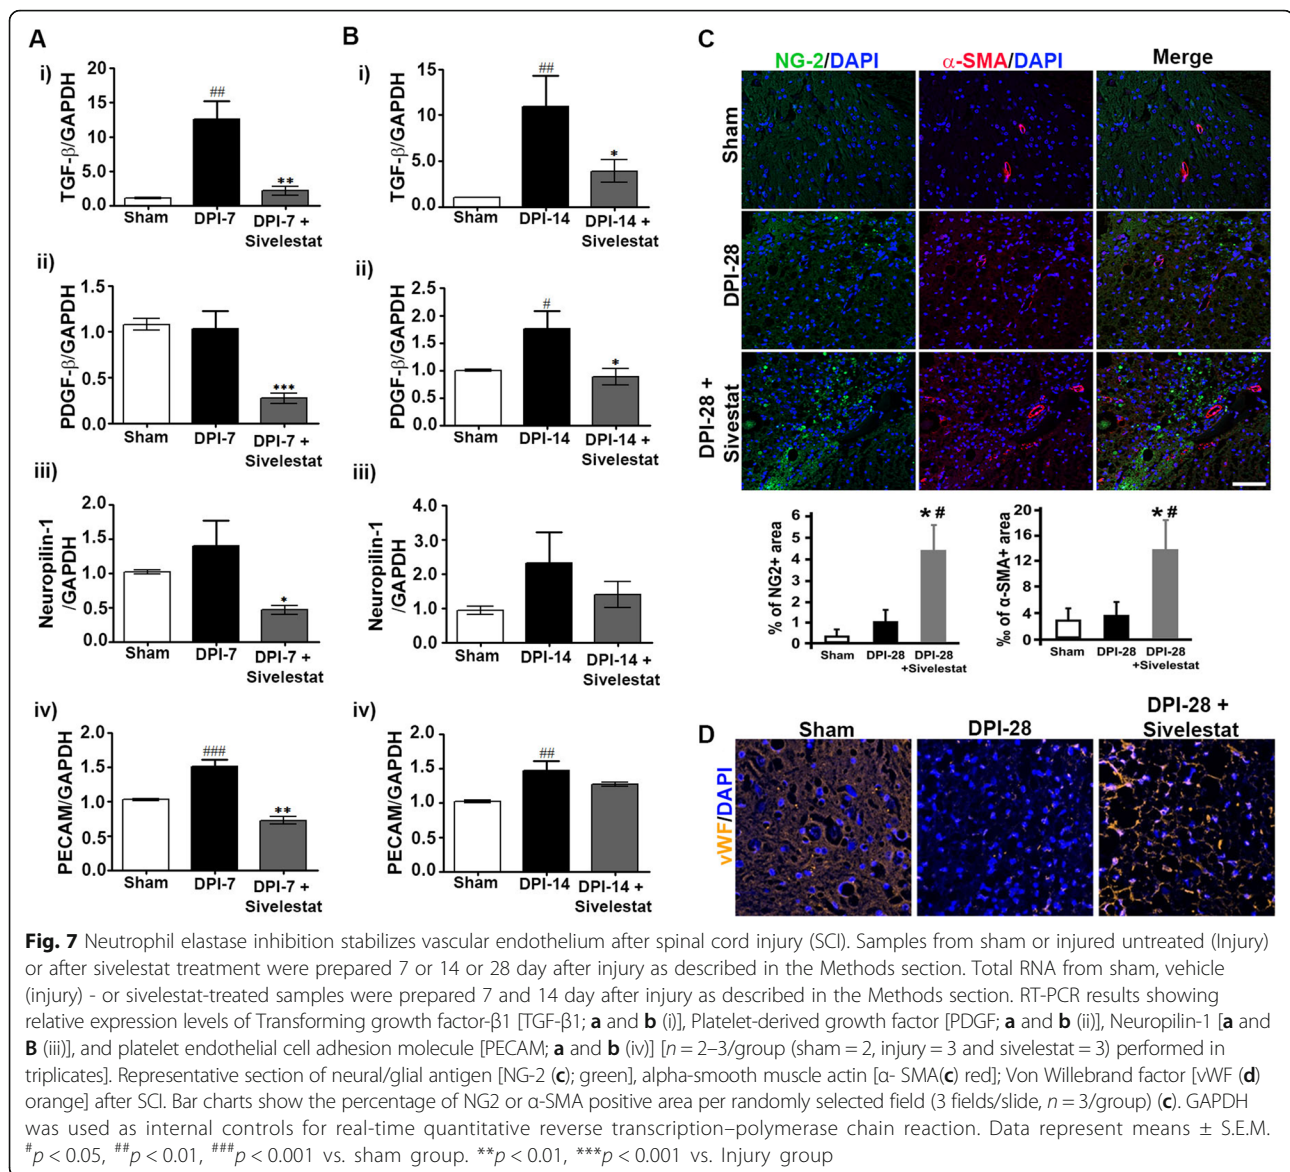 A
i)
TGF-β/GAPDH
20
15
10
5.0
0.0
##
**
Sham
DPI-7
DPI-7 +
Sivelestat
ii)
PDGF-β/GAPDH
1.5
1.0
0.5
0.0
***
Sham
DPI-7
DPI-7 +
Sivelestat
iii)
Neuropilin-1
/GAPDH
2.0
1.5
1.0
0.5
0.0
*
Sham
DPI-7
DPI-7 +
Sivelestat
iv)
PECAM/GAPDH
2.0
1.5
1.0
0.5
0.0
###
**
Sham
DPI-7
DPI-7 +
Sivelestat
B
i)
TGF-β/GAPDH
15
10
5.0
0.0
##
*
Sham
DPI-14
DPI-14 +
Sivelestat
ii)
PDGF-β/GAPDH
2.5
2.0
1.5
1.0
0.5
0.0
#
*
Sham
DPI-14
DPI-14 +
Sivelestat
iii)
Neuropilin-1
/GAPDH
4.0
3.0
2.0
1.0
0.0
Sham
DPI-14
DPI-14 +
Sivelestat
iv)
PECAM/GAPDH
2.0
1.5
1.0
0.5
0.0
##
Sham
DPI-14
DPI-14 +
Sivelestat
C
NG-2/DAPI
α-SMA/DAPI
Merge
Sham
DPI-28
DPI-28 +
Sivestat
% of NG2+ area
6
5
4
3
2
1
0
* #
Sham
DPI-28
DPI-28
+Sivelestat
‰ of α-SMA+ area
20
16
12
8
4
0
* #
Sham
DPI-28
DPI-28
+Sivelestat
D
Sham
DPI-28
DPI-28 +
Sivelestat
vWF/DAPI
Fig. 7 Neutrophil elastase inhibition stabilizes vascular endothelium after spinal cord injury (SCI). Samples from sham or injured untreated (Injury)
or after sivelestat treatment were prepared 7 or 14 or 28 day after injury as described in the Methods section. Total RNA from sham, vehicle
(injury) - or sivelestat-treated samples were prepared 7 and 14 day after injury as described in the Methods section. RT-PCR results showing
relative expression levels of Transforming growth factor-β1 [TGF-β1; a and b (i)], Platelet-derived growth factor [PDGF; a and b (ii)], Neuropilin-1 [a and
B (iii)], and platelet endothelial cell adhesion molecule [PECAM; a and b (iv)] [n = 2–3/group (sham = 2, injury = 3 and sivelestat = 3) performed in
triplicates]. Representative section of neural/glial antigen [NG-2 (c); green], alpha-smooth muscle actin [α- SMA(c) red]; Von Willebrand factor [vWF (d)
orange] after SCI. Bar charts show the percentage of NG2 or α-SMA positive area per randomly selected field (3 fields/slide, n = 3/group) (c). GAPDH
was used as internal controls for real-time quantitative reverse transcription–polymerase chain reaction. Data represent means ± S.E.M.
#p < 0.05, ##p < 0.01, ###p < 0.001 vs. sham group. **p < 0.01, ***p < 0.001 vs. Injury group